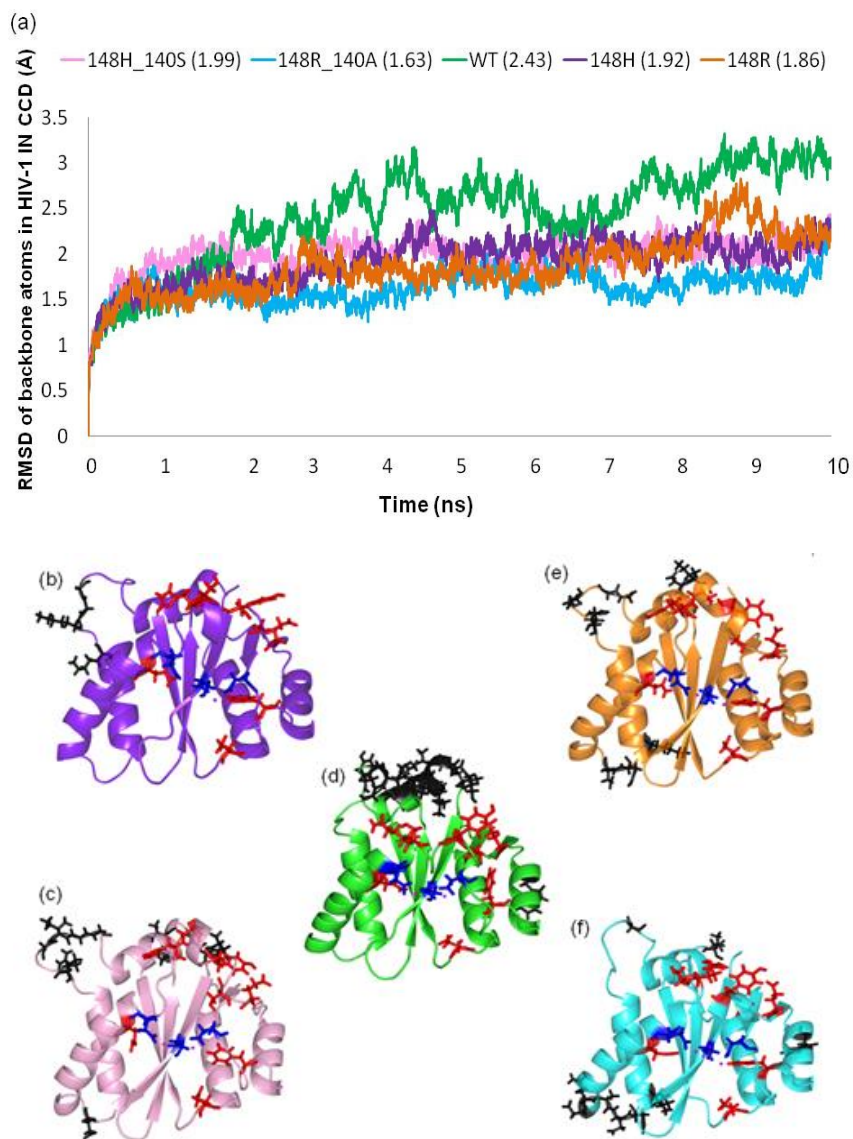 (a)
148H_140S (1.99) 148R_140A (1.63) WT (2.43) 148H (1.92) 148R (1.86)
RMSD of backbone atoms in HIV-1 IN CCD (Å)
3.5
3
2.5
2
1.5
1
0.5
0
0 1 2 3 4 5 6 7 8 9 10
Time (ns)
(b)
(e)
(d)
(c)
(f)